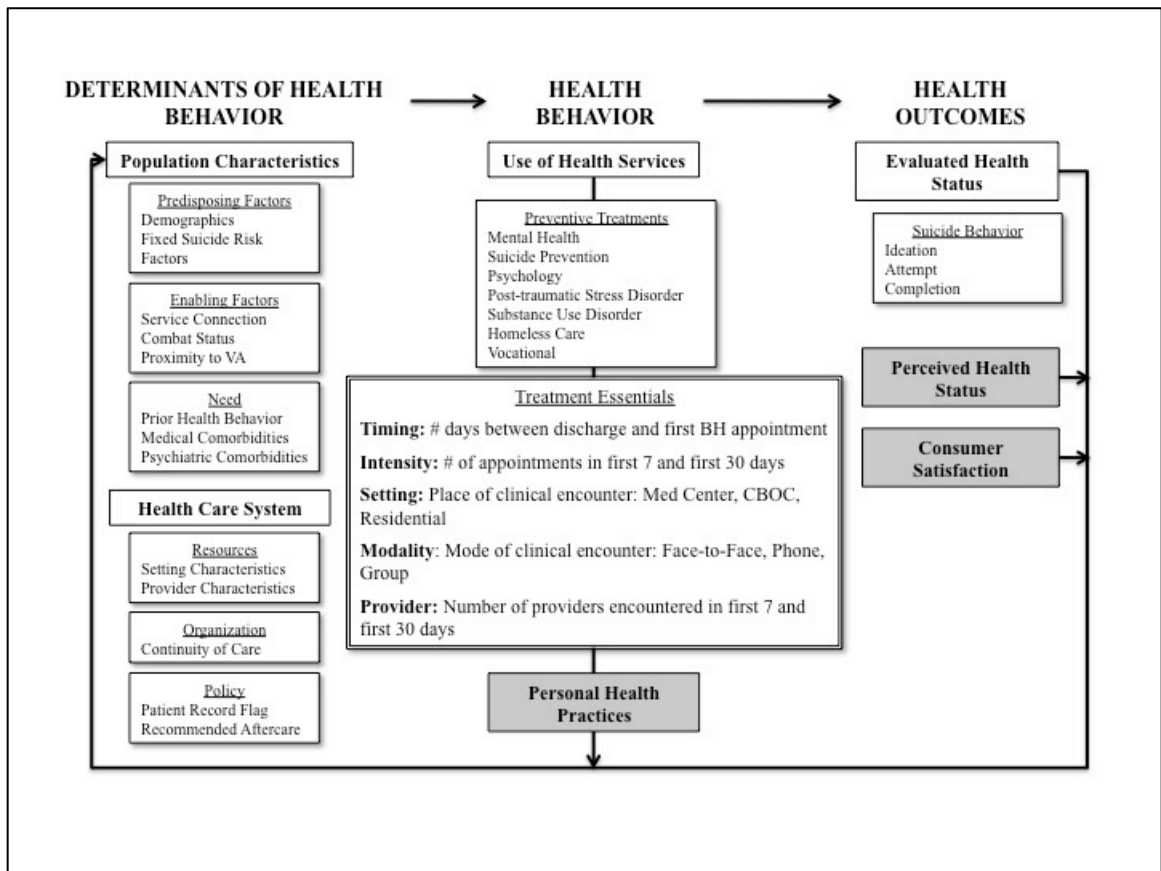 DETERMINANTS OF HEALTH
BEHAVIOR
Population Characteristics
Predisposing Factors
Demographics
Fixed Suicide Risk
Factors
Enabling Factors
Service Connection
Combat Status
Proximity to VA
Need
Prior Health Behavior
Medical Comorbidities
Psychiatric Comorbidities
Health Care System
Resources
Setting Characteristics
Provider Characteristics
Organization
Continuity of Care
Policy
Patient Record Flag
Recommended Aftercare
HEALTH
BEHAVIOR
Use of Health Services
Preventive Treatments
Mental Health
Suicide Prevention
Psychology
Post-traumatic Stress Disorder
Substance Use Disorder
Homeless Care
Vocational
Treatment Essentials
Timing: # days between discharge and first BH appointment
Intensity: # of appointments in first 7 and first 30 days
Setting: Place of clinical encounter: Med Center, CBOC,
Residential
Modality: Mode of clinical encounter: Face-to-Face, Phone,
Group
Provider: Number of providers encountered in first 7 and
first 30 days
Personal Health
Practices
HEALTH
OUTCOMES
Evaluated Health
Status
Suicide Behavior
Ideation
Attempt
Completion
Perceived Health
Status
Consumer
Satisfaction